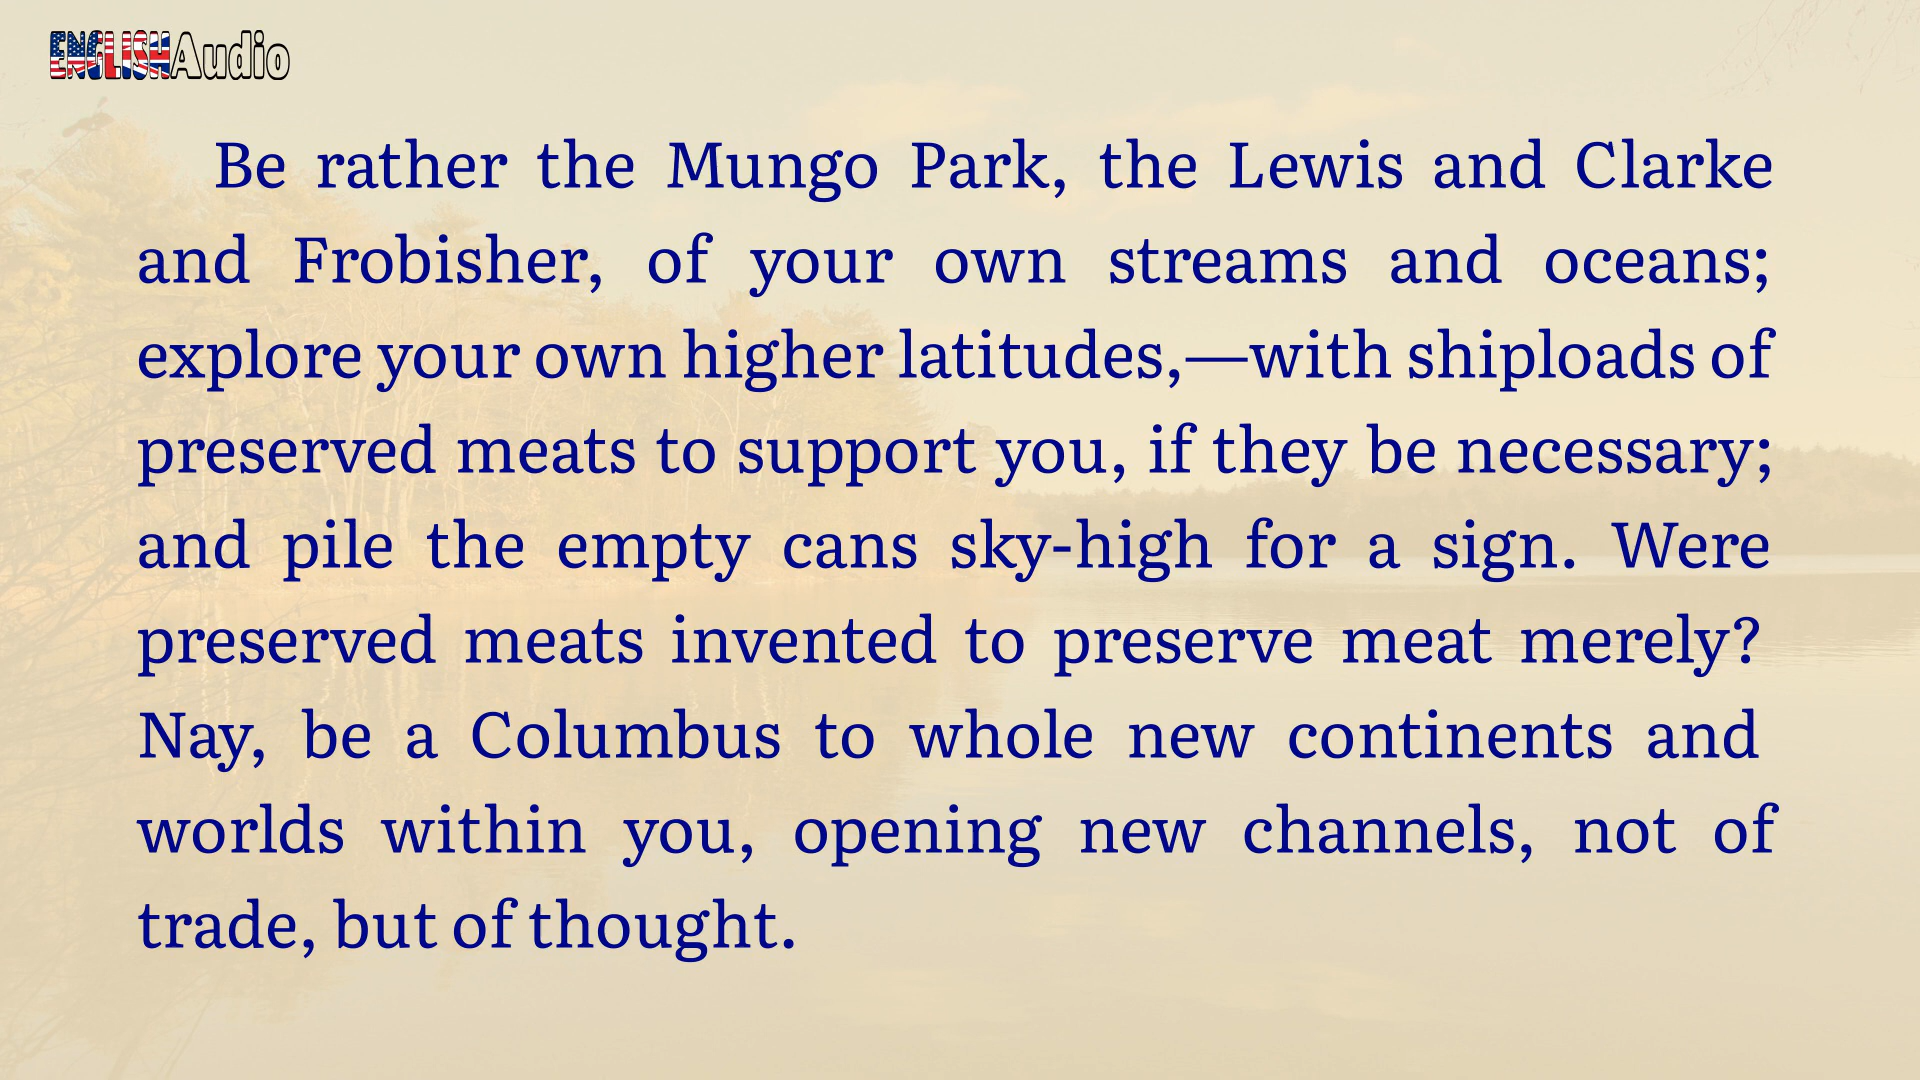 ENGLISHAudio
Be rather the Mungo Park, the Lewis and Clarke
and Frobisher, of your own streams and oceans;
explore your own higher latitudes,—with shiploads of
preserved meats to support you, if they be necessary;
and pile the empty cans sky-high for a sign. Were
preserved meats invented to preserve meat merely?
Nay, be a Columbus to whole new continents and
worlds within you, opening new channels, not of
trade, but of thought.